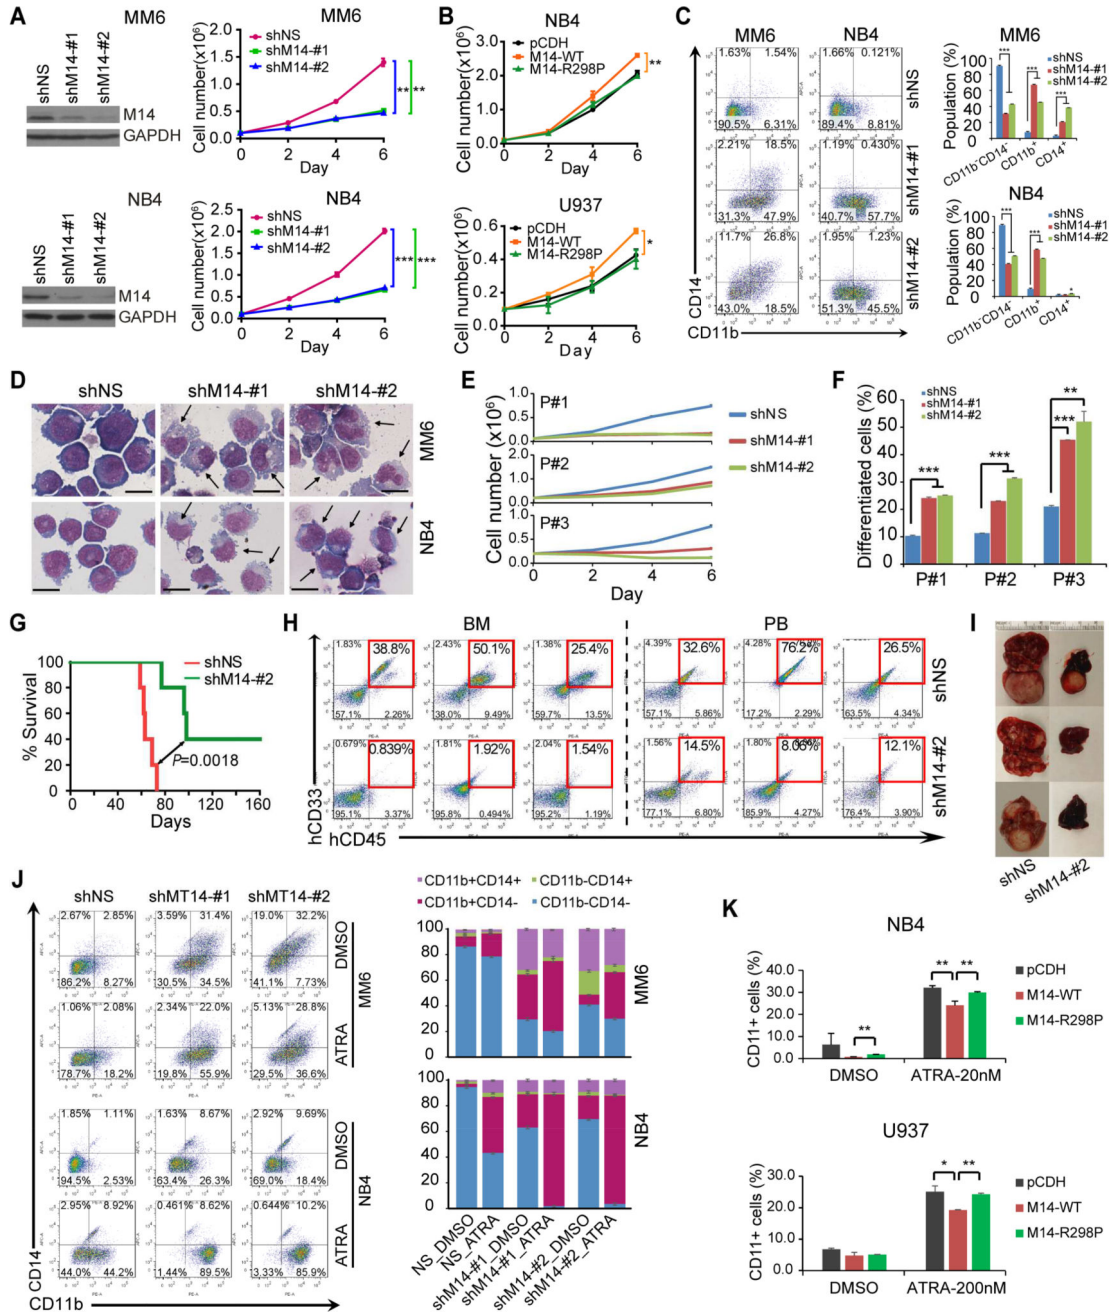 A
MM6
shNS
shM14-#1
shM14-#2
M14
GAPDH
Cell number(x10⁶)
2.0
1.5
1.0
0.5
0.0
shNS
shM14-#1
shM14-#2
** **
0 2 4 6
Day
NB4
shNS
shM14-#1
shM14-#2
M14
GAPDH
NB4
Cell number(x10⁶)
2.5
2.0
1.5
1.0
0.5
0.0
shNS
shM14-#1
shM14-#2
*** ***
0 2 4 6
Day
B
NB4
Cell number(x10⁶)
3.0
2.0
1.0
0.0
pCDH
M14-WT
M14-R298P
**
0 2 4 6
Day
U937
Cell number(x10⁶)
0.6
0.4
0.2
0.0
pCDH
M14-WT
M14-R298P
*
0 2 4 6
Day
C
MM6 NB4
1.63% 1.54% 1.66% 0.121%
90.5% 6.31% 89.4% 8.81%
shNS
2.21% 18.5% 1.19% 0.430%
31.3% 47.9% 40.7% 57.7%
shM14-#1
11.7% 26.8% 1.95% 1.23%
43.0% 18.5% 51.3% 45.5%
shM14-#2
CD14
CD11b
MM6
Population (%)
100
80
60
40
20
0
shNS
shM14-#1
shM14-#2
*** *** ***
CD11b⁻CD14⁻
CD11b⁺
CD14⁺
NB4
Population (%)
100
80
60
40
20
0
shNS
shM14-#1
shM14-#2
*** *** *
CD11b⁻CD14⁻
CD11b⁺
CD14⁺
D
shNS shM14-#1 shM14-#2
MM6
NB4
E
Cell number (x10⁶)
P#1
1.0
0.5
0.0
P#2
2.0
1.0
0.0
P#3
1.0
0.5
0.0
0 2 4 6
Day
shNS
shM14-#1
shM14-#2
F
Differentiated cells (%)
60
50
40
30
20
10
0
shNS
shM14-#1
shM14-#2
*** *** *** **
P#1 P#2 P#3
G
% Survival
100
80
60
40
20
0
shNS
shM14-#2
P=0.0018
0 40 80 120 160
Days
H
BM PB
1.83% 38.8% 2.43% 50.1% 1.38% 25.4% 4.39% 32.6% 4.28% 76.2% 26.5%
57.1% 2.26% 38.0% 9.49% 59.7% 13.5% 57.1% 5.86% 17.2% 2.29% 63.5% 4.34%
shNS
0.679% 0.839% 1.81% 1.92% 2.04% 1.54% 1.56% 14.5% 1.80% 12.1%
95.1% 3.37% 95.8% 0.494% 95.2% 1.19% 77.1% 6.80% 85.9% 4.27% 76.4% 3.90%
shM14-#2
hCD33
hCD45
I
shNS
shM14-#2
J
shNS shMT14-#1 shMT14-#2
2.67% 2.85% 3.59% 31.4% 19.0% 32.2%
86.2% 8.27% 30.5% 34.5% 41.1% 7.73%
DMSO
1.06% 2.08% 2.34% 22.0% 5.13% 28.8%
78.7% 18.2% 19.8% 55.9% 29.5% 36.6%
ATRA
MM6
1.85% 1.11% 1.63% 8.67% 2.92% 9.69%
94.5% 2.53% 63.4% 26.3% 69.0% 18.4%
DMSO
2.95% 8.92% 0.461% 8.62% 0.644% 10.2%
44.0% 44.2% 1.44% 89.5% 3.33% 85.9%
ATRA
NB4
CD14
CD11b
CD11b+CD14+ CD11b-CD14+
CD11b+CD14- CD11b-CD14-
100
80
60
40
20
0
MM6
100
80
60
40
20
0
NB4
NS_DMSO
NS_ATRA
shM14-#1_DMSO
shM14-#1_ATRA
shM14-#2_DMSO
shM14-#2_ATRA
K
NB4
CD11+ cells (%)
40.0
30.0
20.0
10.0
0.0
** ** **
pCDH
M14-WT
M14-R298P
DMSO ATRA-20nM
U937
CD11+ cells (%)
30.0
20.0
10.0
0.0
* **
pCDH
M14-WT
M14-R298P
DMSO ATRA-200nM